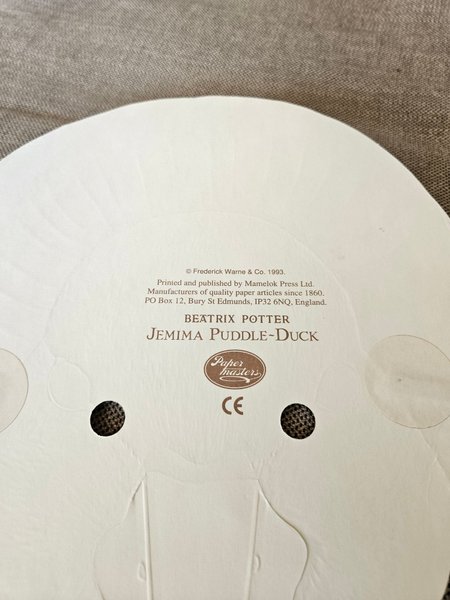 © Frederick Warne & Co. 1993.
Printed and published by Mamelok Press Ltd.
Manufacturers of quality paper articles since 1860.
PO Box 12, Bury St Edmunds, IP32 6NQ, England.
BEATRIX POTTER
JEMIMA PUDDLE-DUCK
Paper
Masters
CE